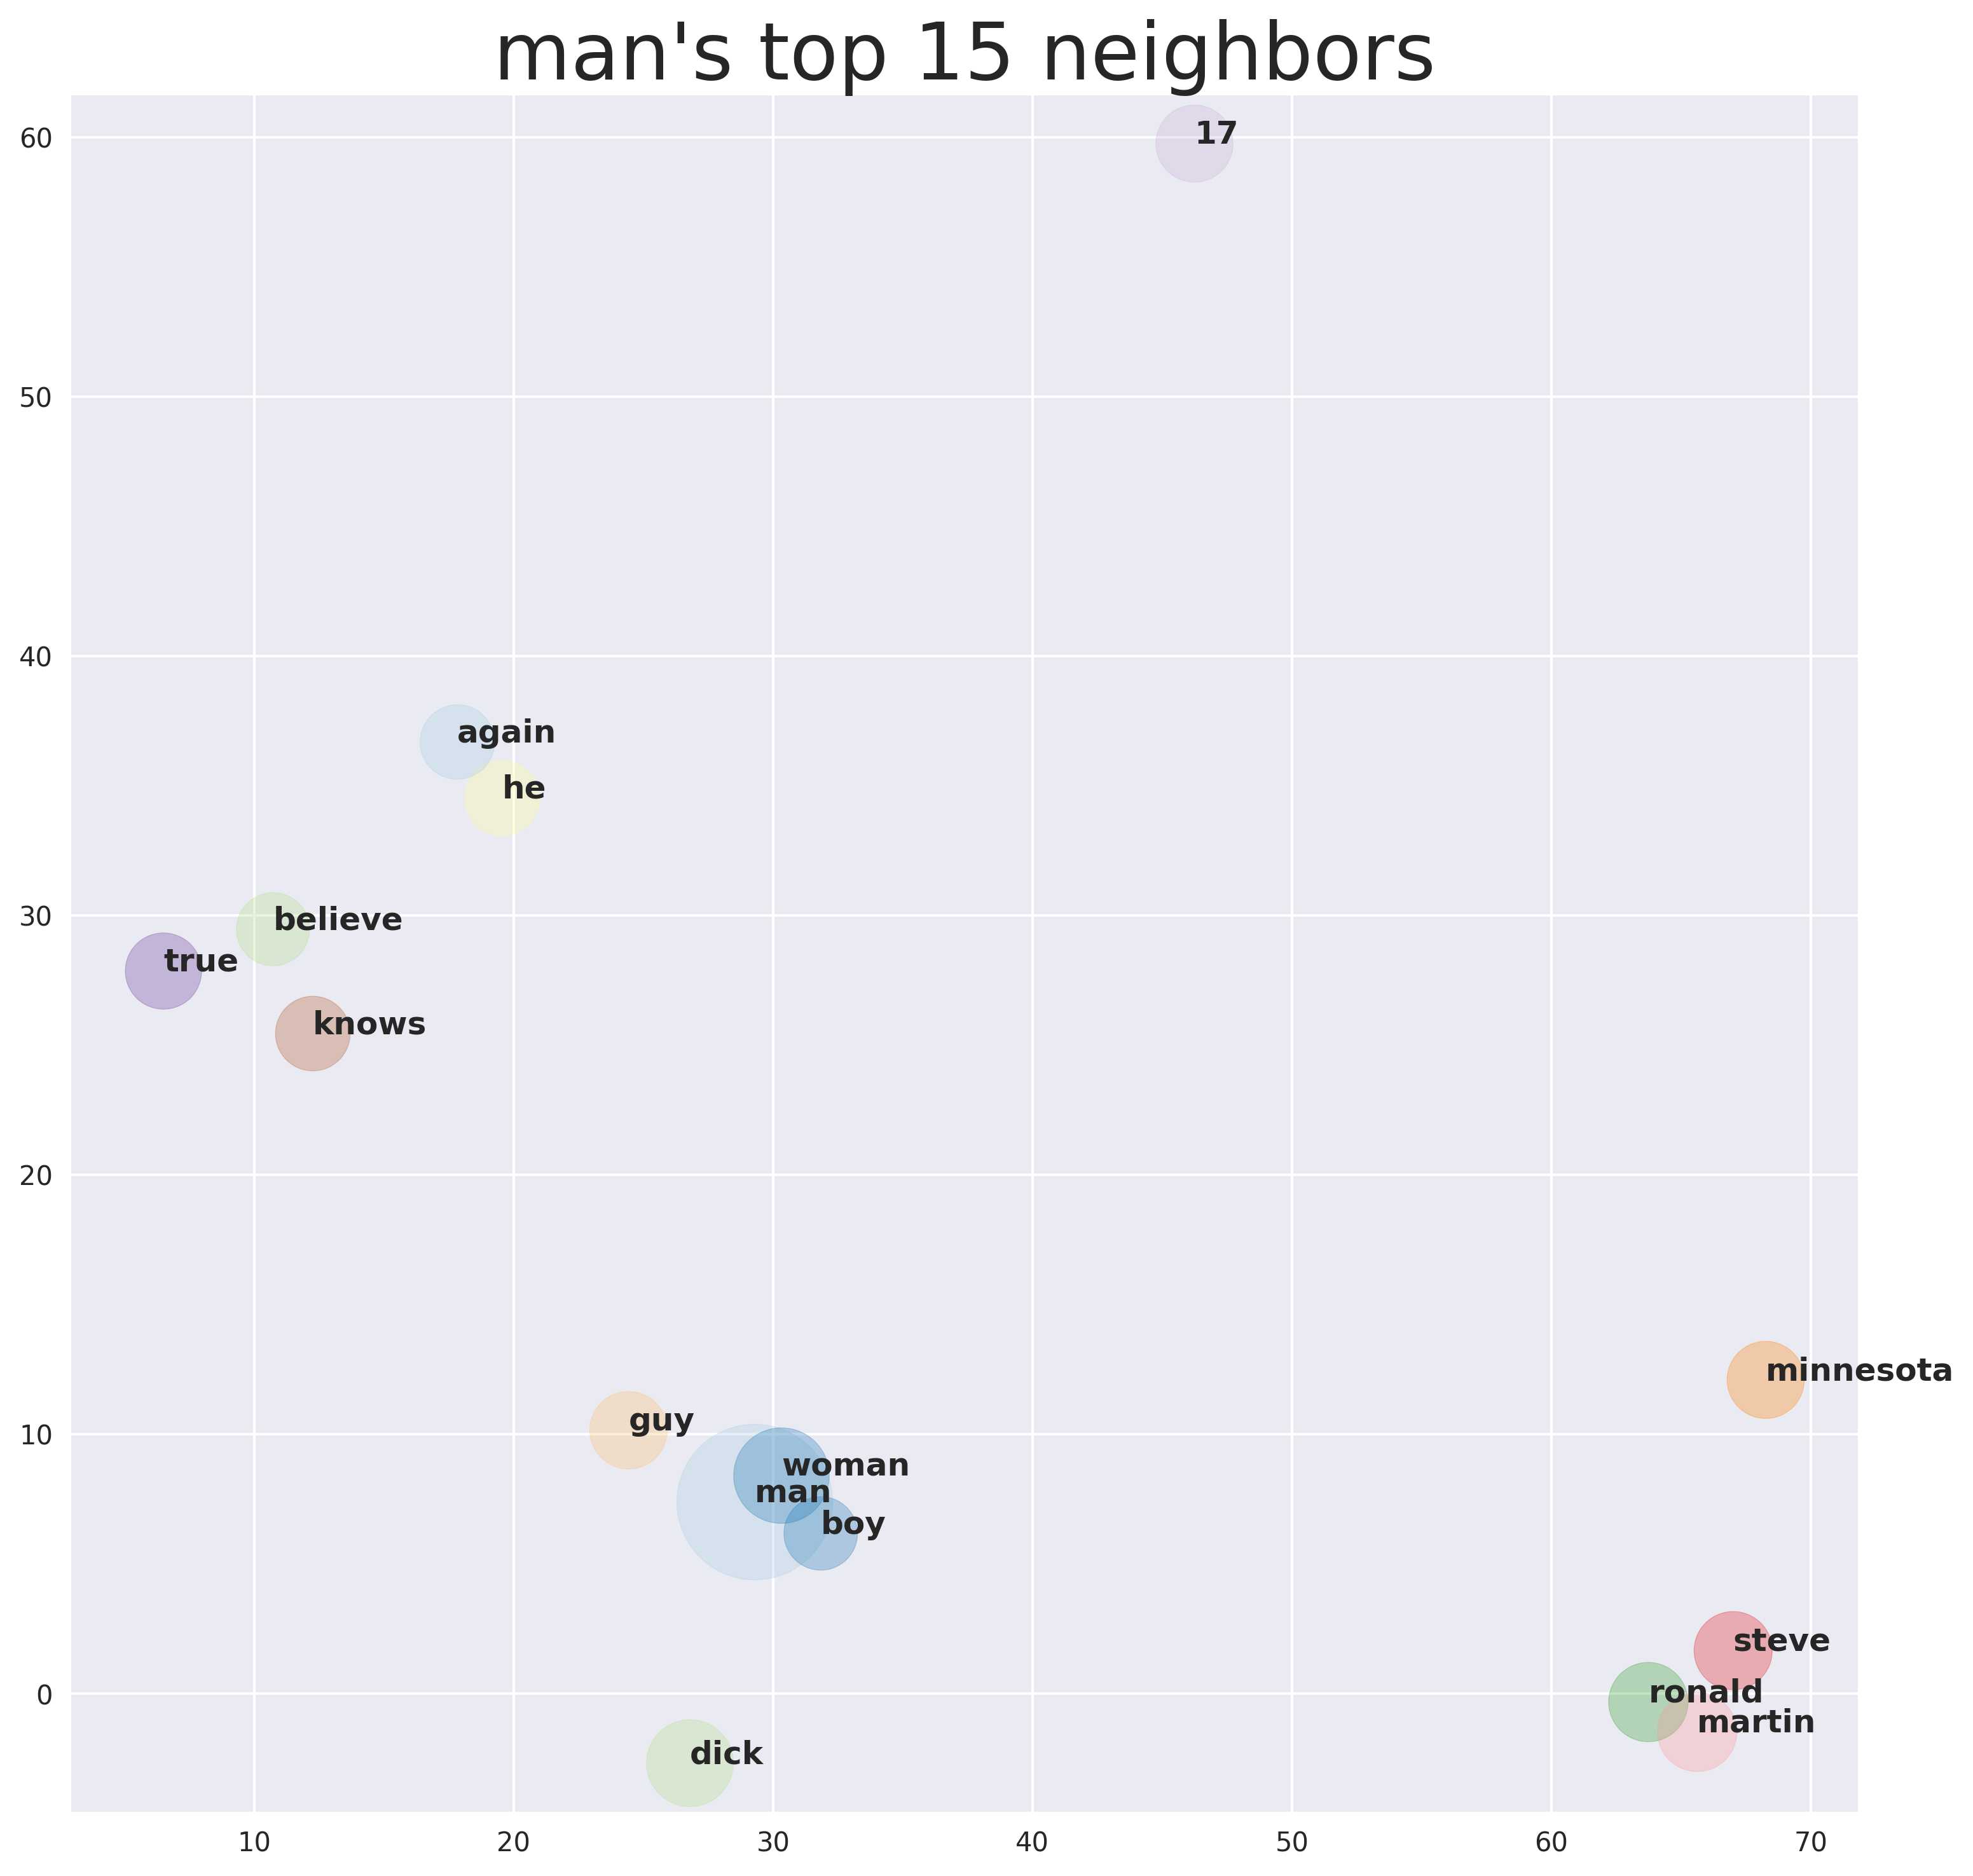 man's top 15 neighbors
60
50
40
30
20
10
0
17
again
he
believe
true
knows
minnesota
guy
woman
man
boy
steve
ronald
martin
dick
10 20 30 40 50 60 70